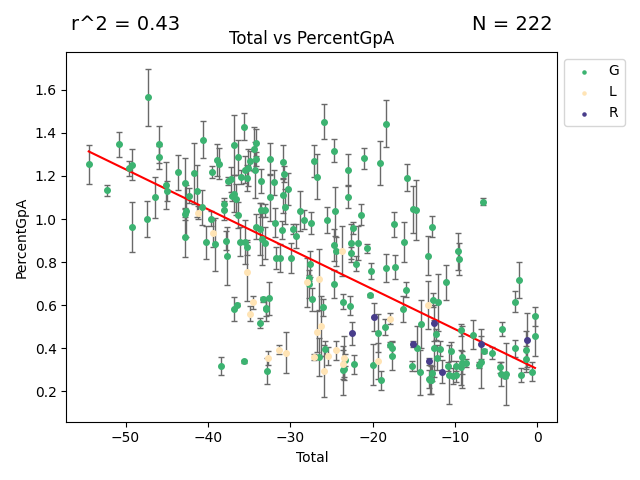 r^2 = 0.43 N = 222
Total vs PercentGpA
G
L
R
1.6
1.4
1.2
1.0
0.8
0.6
0.4
0.2
PercentGpA
−50 −40 −30 −20 −10 0
Total